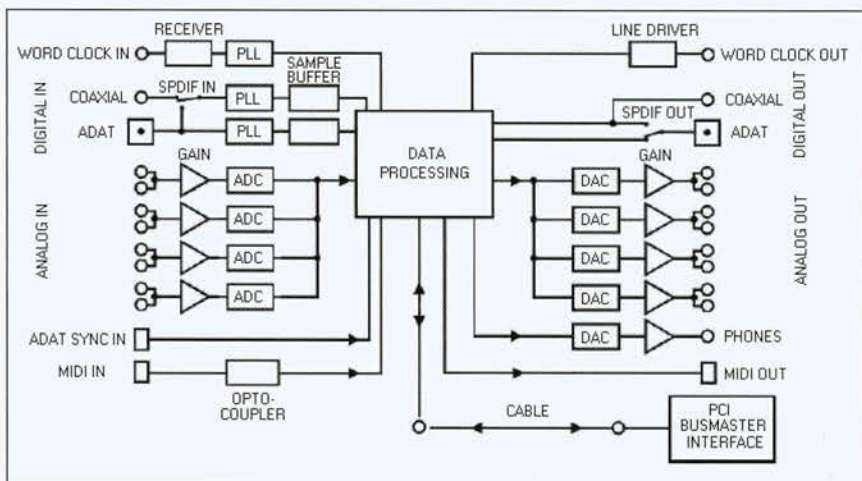 RECEIVER
LINE DRIVER
WORD CLOCK IN
PLL
WORD CLOCK OUT
SAMPLE
BUFFER
DIGITAL IN
COAXIAL
SPDIF IN
PLL
COAXIAL
DIGITAL OUT
SPDIF OUT
ADAT
PLL
ADAT
DATA
PROCESSING
GAIN
GAIN
ANALOG IN
ADC
DAC
ANALOG OUT
ADC
DAC
ADC
DAC
ADC
DAC
ADAT SYNC IN
DAC
PHONES
MIDI IN
MIDI OUT
OPTO-
COUPLER
CABLE
PCI
BUSMASTER
INTERFACE